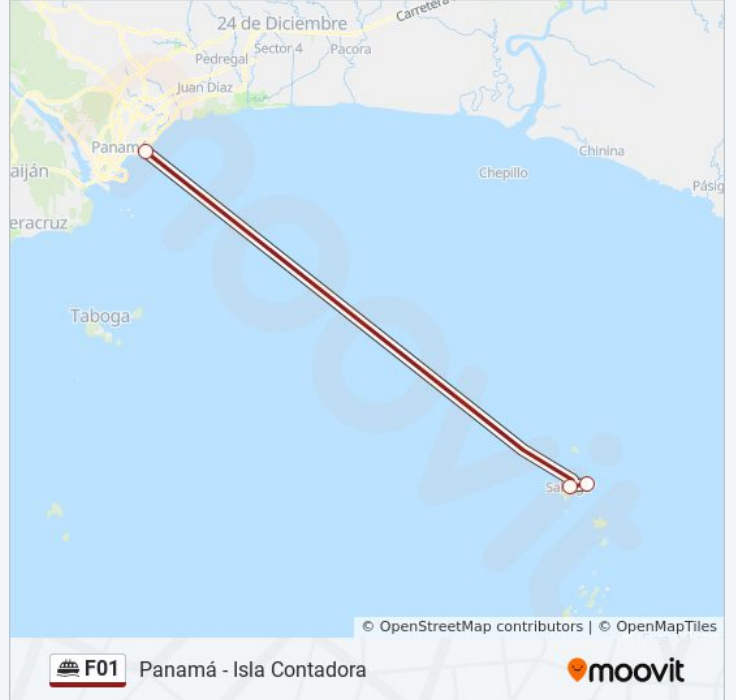 24 de Diciembre
Carretera
Sector 4
Pacora
Pedregal
Juan Díaz
Panam
Chinina
aiján
Chepillo
Pásig
eracruz
Taboga
© OpenStreetMap contributors | © OpenMapTiles
F01 Panamá - Isla Contadora
moovit